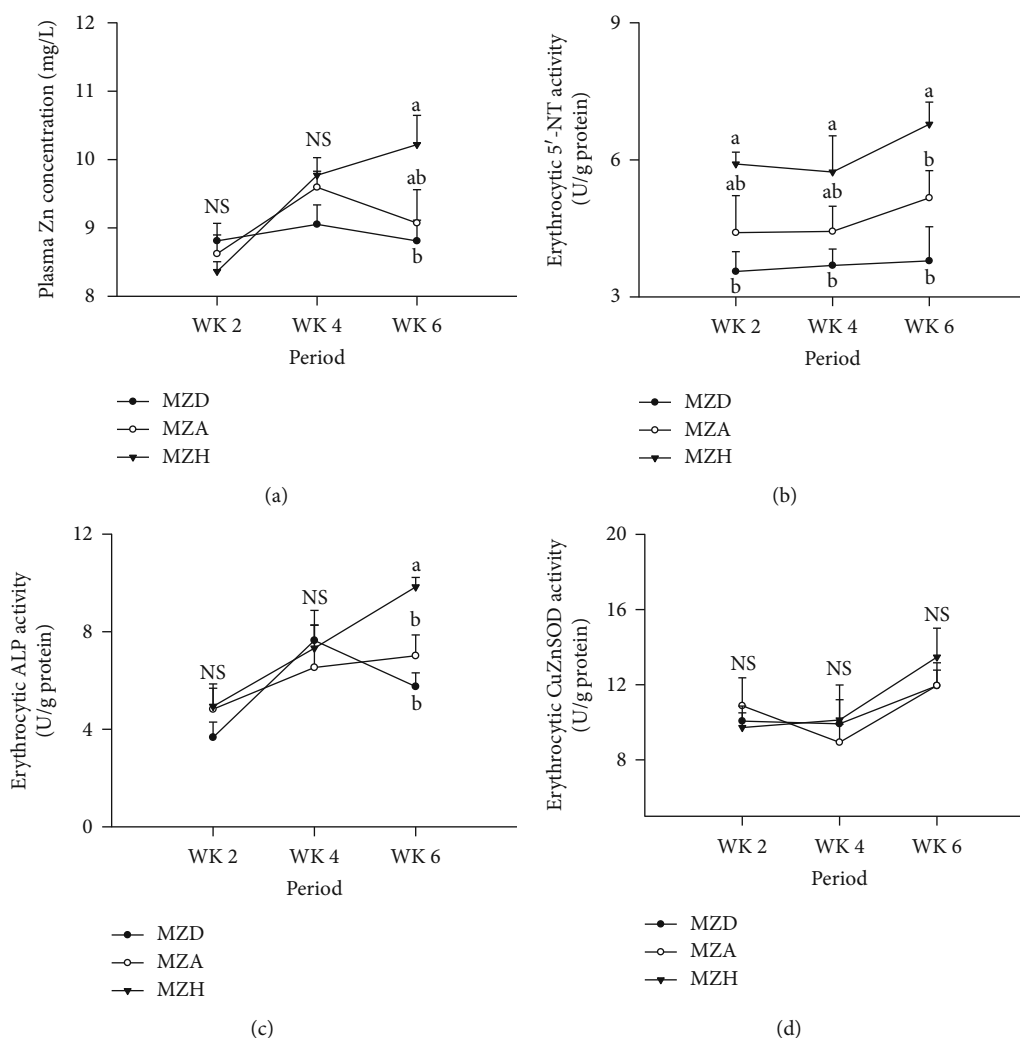 Plasma Zn concentration (mg/L)
12
11
10
9
8
NS
NS
a
ab
b
WK 2
WK 4
WK 6
Period
MZD
MZA
MZH
(a)
Erythrocytic 5′-NT activity
(U/g protein)
9
6
3
a
a
a
ab
ab
b
b
b
b
WK 2
WK 4
WK 6
Period
MZD
MZA
MZH
(b)
Erythrocytic ALP activity
(U/g protein)
12
8
4
0
NS
NS
a
b
b
WK 2
WK 4
WK 6
Period
MZD
MZA
MZH
(c)
Erythrocytic CuZnSOD activity
(U/g protein)
20
16
12
8
NS
NS
NS
WK 2
WK 4
WK 6
Period
MZD
MZA
MZH
(d)